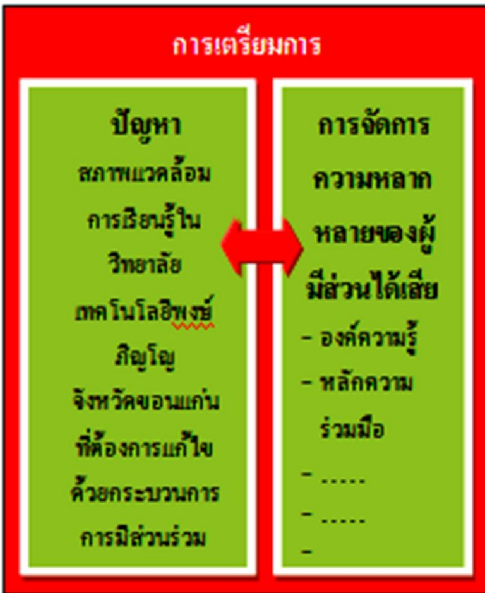 การเตรียมการ
ปัญหา
สภาพแวดล้อม
การเรียนรู้ใน
วิทยาลัย
เทคโนโลยีพงษ์
ภิญโญ
จังหวัดขอนแก่น
ที่ต้องการแก้ไข
ด้วยกระบวนการ
การมีส่วนร่วม
การจัดการ
ความหลาก
หลายของผู้
มีส่วนได้เสีย
- องค์ความรู้
- หลักความ
ร่วมมือ
- .....
- .....
-